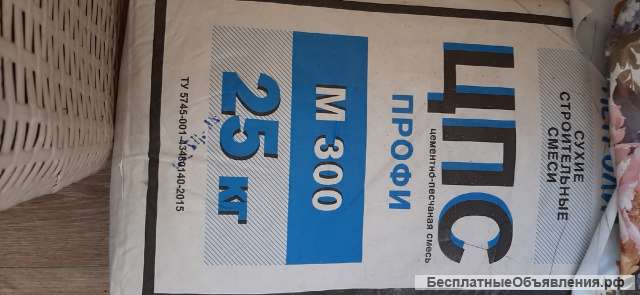 СУХИЕ
СТРОИТЕЛЬНЫЕ
СМЕСИ
ЦПС
цементно-песчаная смесь
ПРОФИ
М 300
25 кг
БесплатныеОбъявления.рф